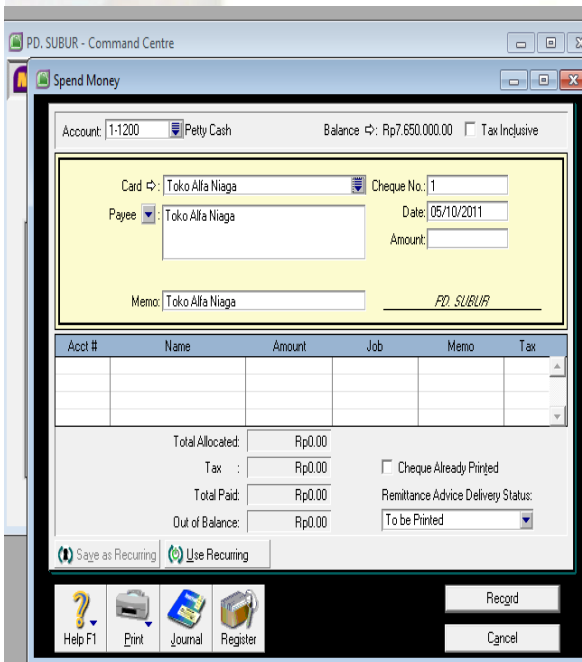 PD. SUBUR - Command Centre
Spend Money
Account: 1-1200 Petty Cash Balance ⇨: Rp7.650.000.00 Tax Inclusive
Card ⇨: Toko Alfa Niaga Cheque No.: 1
Payee : Toko Alfa Niaga Date: 05/10/2011
Amount:
Memo: Toko Alfa Niaga PD. SUBUR
Acct # Name Amount Job Memo Tax
Total Allocated: Rp0.00
Tax : Rp0.00 Cheque Already Printed
Total Paid: Rp0.00 Remittance Advice Delivery Status:
Out of Balance: Rp0.00 To be Printed
Save as Recurring Use Recurring
Record
Help F1 Print Journal Register Cancel